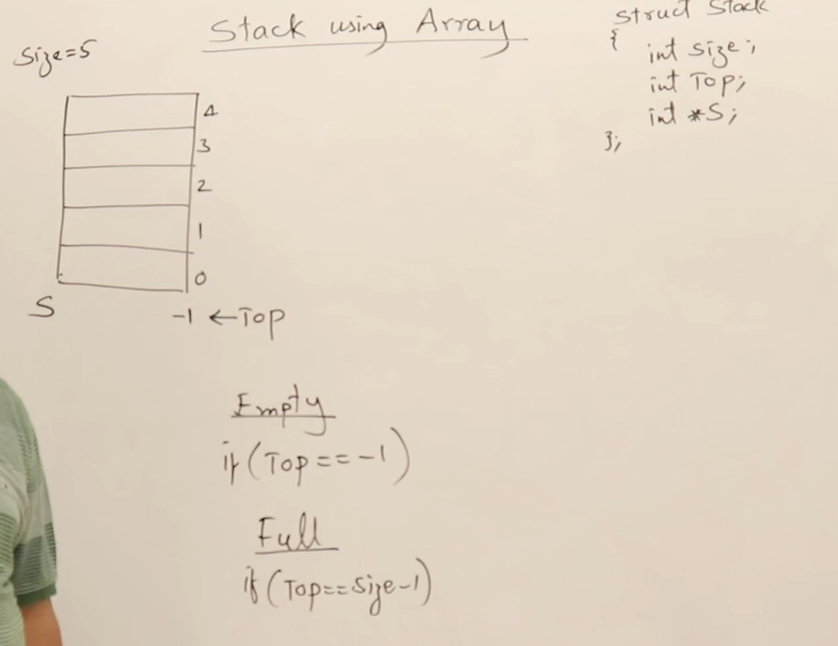 Stack using Array
Size=5
4
3
2
1
0
S
-1 ←Top
struct Stack
{
int size;
int Top;
int *S;
};
Empty
if(Top==-1)
Full
if(Top==Size-1)